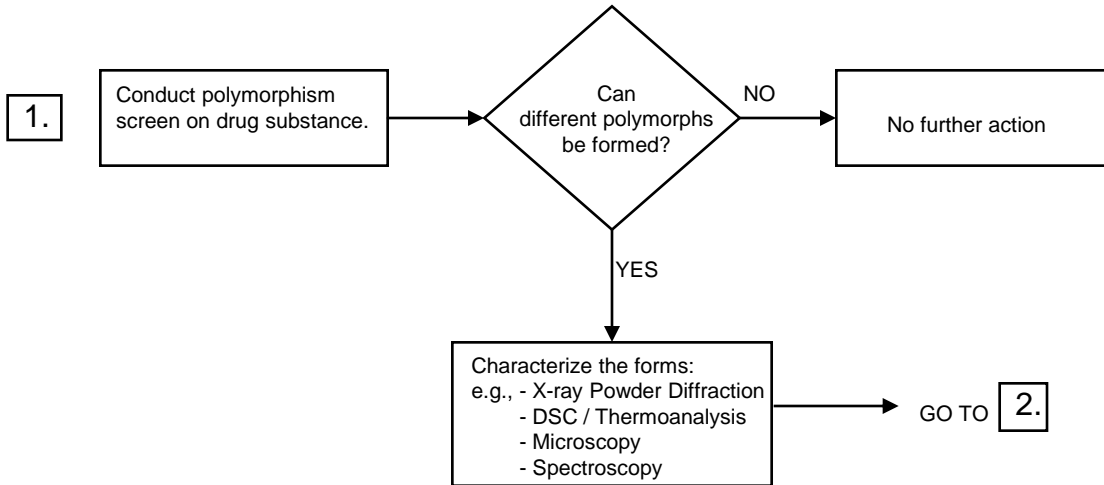 1.
Conduct polymorphism
screen on drug substance.
Can
different polymorphs
be formed?
NO
No further action
YES
Characterize the forms:
e.g., - X-ray Powder Diffraction
- DSC / Thermoanalysis
- Microscopy
- Spectroscopy
GO TO 2.